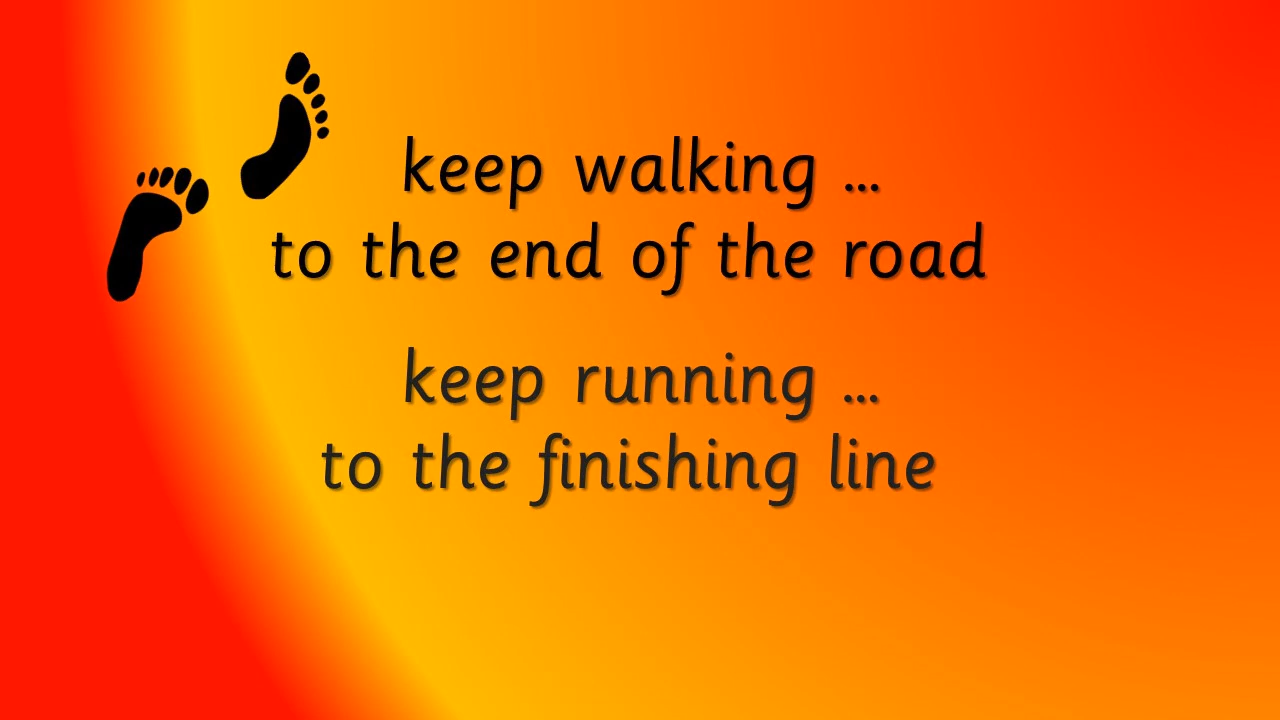 keep walking ...
to the end of the road
keep running ...
to the finishing line